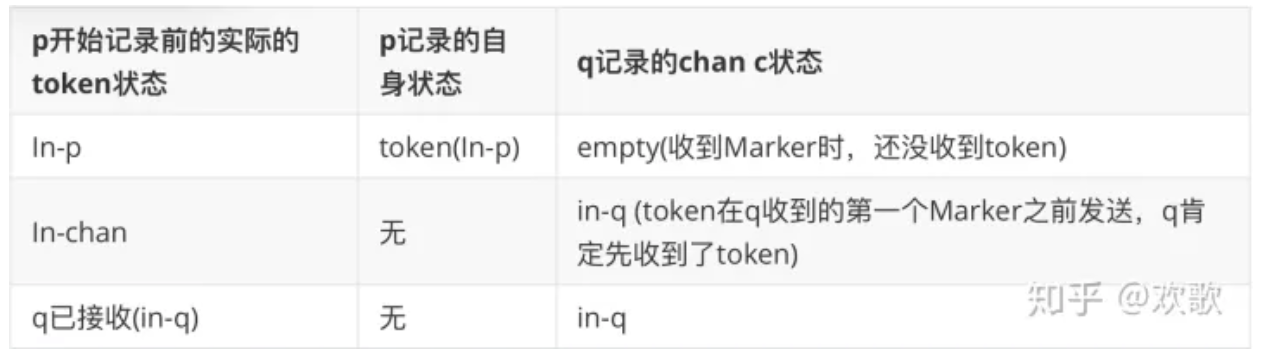 p开始记录前的实际的
token状态
p记录的自
身状态
q记录的chan c状态
In-p
token(In-p)
empty(收到Marker时，还没收到token)
In-chan
无
in-q (token在q收到的第一个Marker之前发送，q肯
定先收到了token)
q已接收(in-q)
无
in-q
知乎 @欢歌